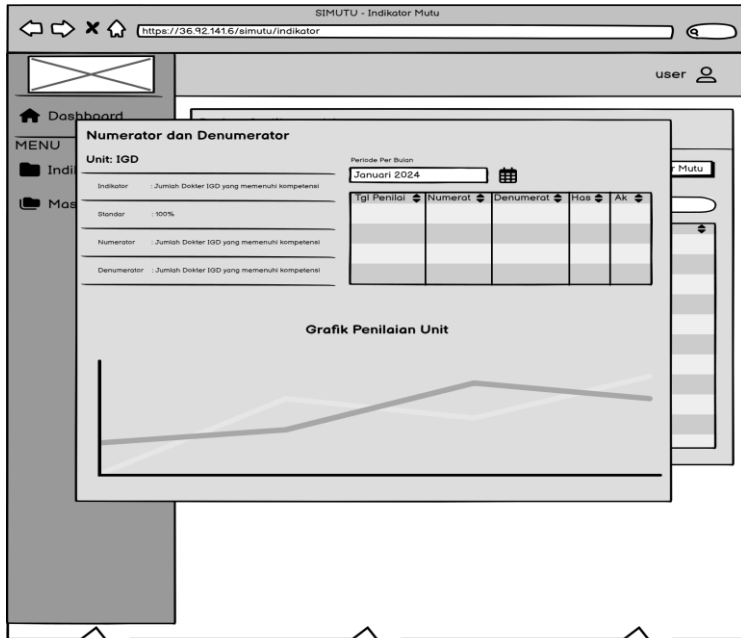 SIMUTU - Indikator Mutu
https://36.92.141.6/simutu/indikator
user
Dashboard
MENU
Indi
Mas
r Mutu
Numerator dan Denumerator
Unit: IGD
Indikator : Jumlah Dokter IGD yang memenuhi kompetensi
Standar : 100%
Numerator : Jumlah Dokter IGD yang memenuhi kompetensi
Denumerator : Jumlah Dokter IGD yang memenuhi kompetensi
Periode Per Bulan
Januari 2024
Tgl Penilai Numerat Denumerat Has Ak
Grafik Penilaian Unit